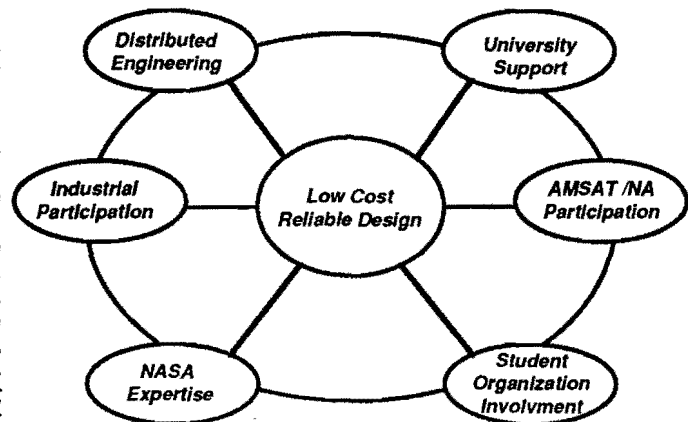 Distributed
Engineering
University
Support
Industrial
Participation
Low Cost
Reliable Design
AMSAT /NA
Participation
NASA
Expertise
Student
Organization
Involvment